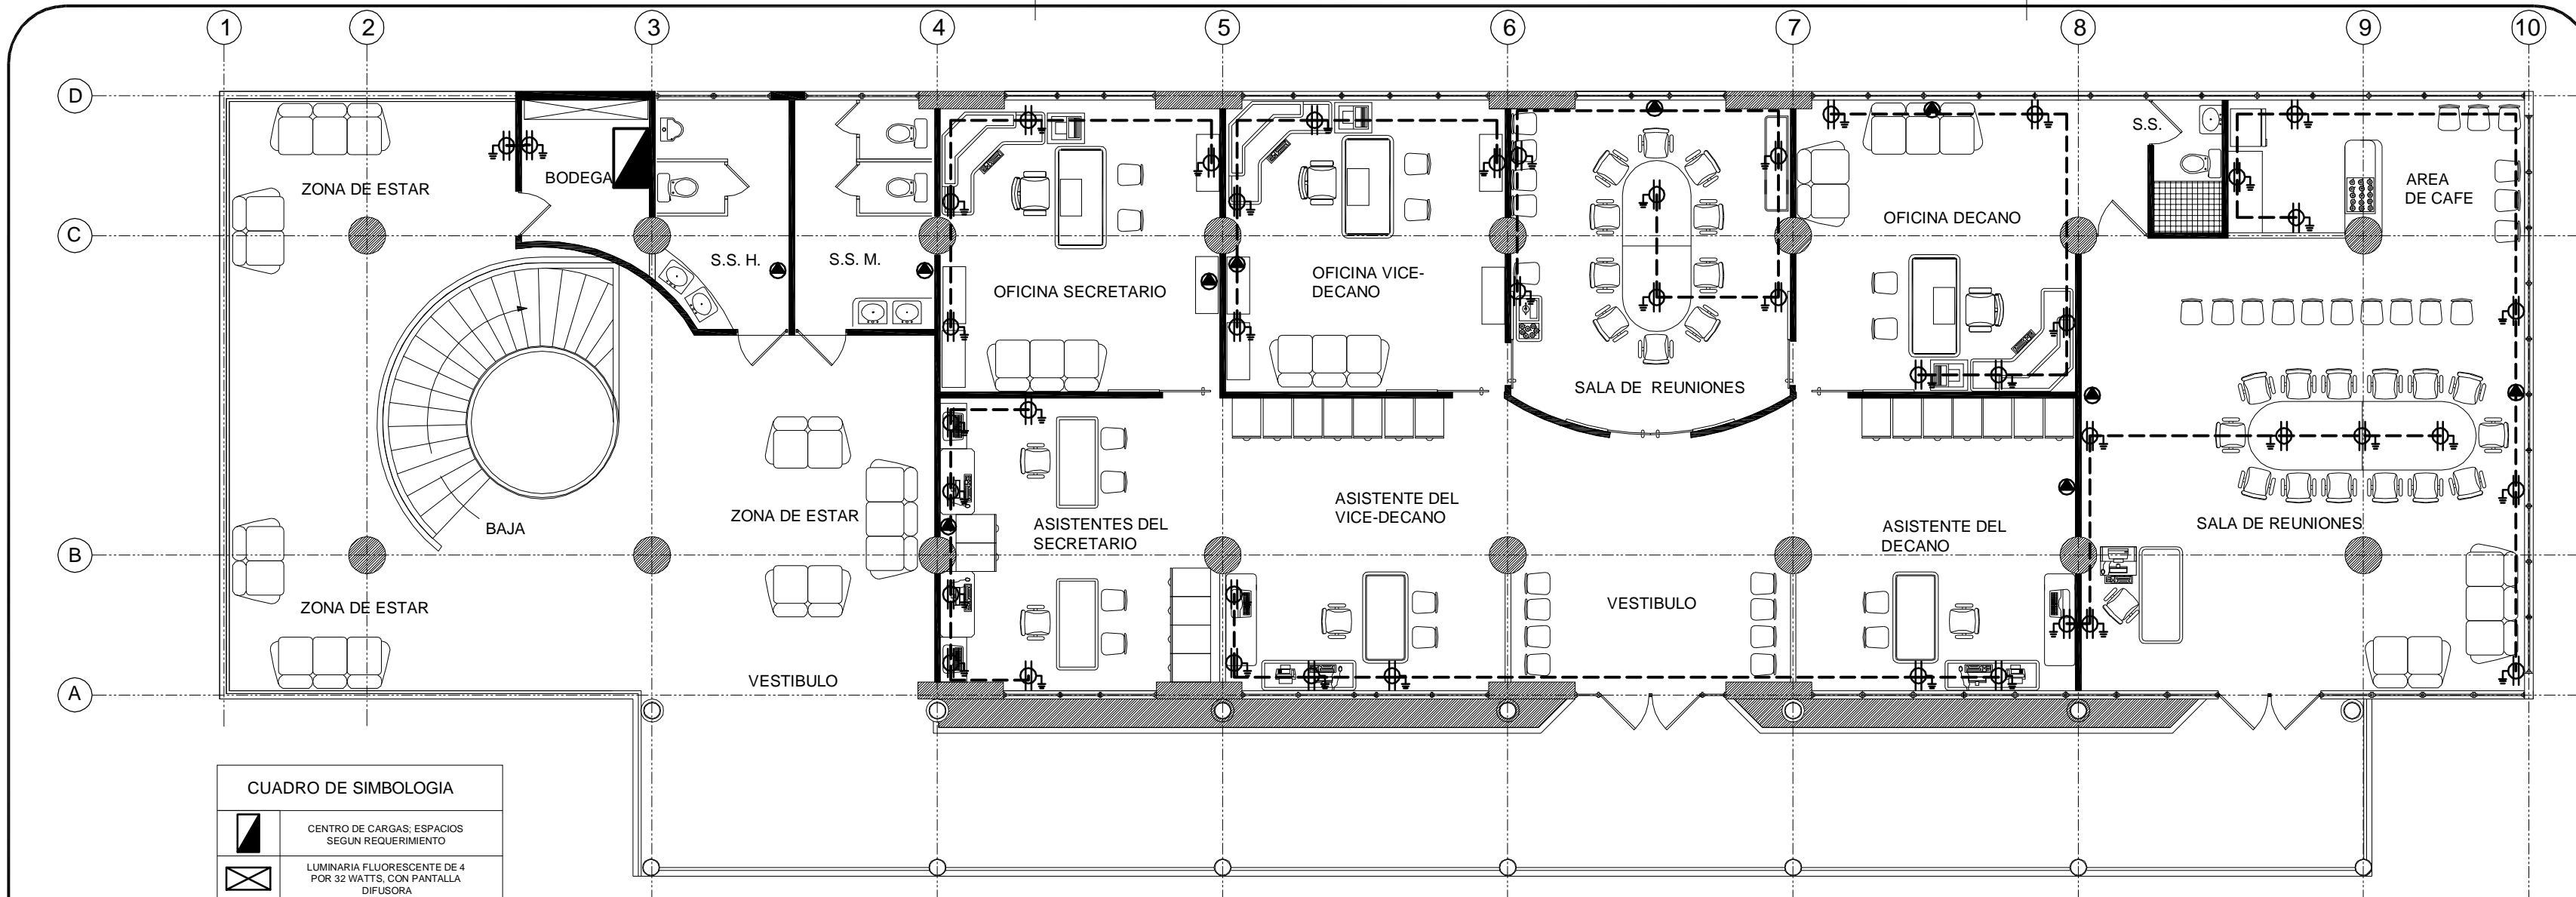 1 2 3 4 5 6 7 8 9 10
D
C
B
A
ZONA DE ESTAR
BODEGA
S.S. H.
S.S. M.
OFICINA SECRETARIO
OFICINA VICE-
DECANO
SALA DE REUNIONES
OFICINA DECANO
S.S.
AREA
DE CAFE
BAJA
ZONA DE ESTAR
ASISTENTES DEL
SECRETARIO
ASISTENTE DEL
VICE-DECANO
ASISTENTE DEL
DECANO
SALA DE REUNIONES
ZONA DE ESTAR
VESTIBULO
VESTIBULO
CUADRO DE SIMBOLOGIA
CENTRO DE CARGAS; ESPACIOS
SEGUN REQUERIMIENTO
LUMINARIA FLUORESCENTE DE 4
POR 32 WATTS, CON PANTALLA
DIFUSORA